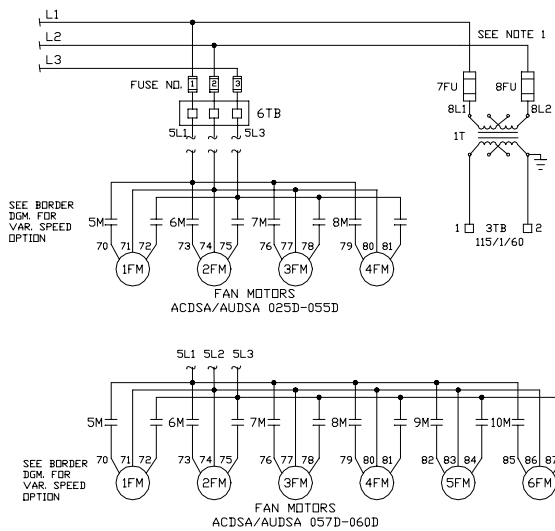 L1
L2
L3
SEE NOTE 1
FUSE NO. 1 2 3
7FU 8FU
6TB
8L1 8L2
5L1 5L3
1T
SEE BORDER
DGM. FOR
VAR. SPEED
OPTION
5M 6M 7M 8M
70 71 72 73 74 75 76 77 78 79 80 81
1FM 2FM 3FM 4FM
1 3TB 2
115/1/60
FAN MOTORS
ACDSA/AUDSA 025D-055D
5L1 5L2 5L3
5M 6M 7M 8M 9M 10M
70 71 72 73 74 75 76 77 78 79 80 81 82 83 84 85 86 87
SEE BORDER
DGM. FOR
VAR. SPEED
OPTION
1FM 2FM 3FM 4FM 5FM 6FM
FAN MOTORS
ACDSA/AUDSA 057D-060D